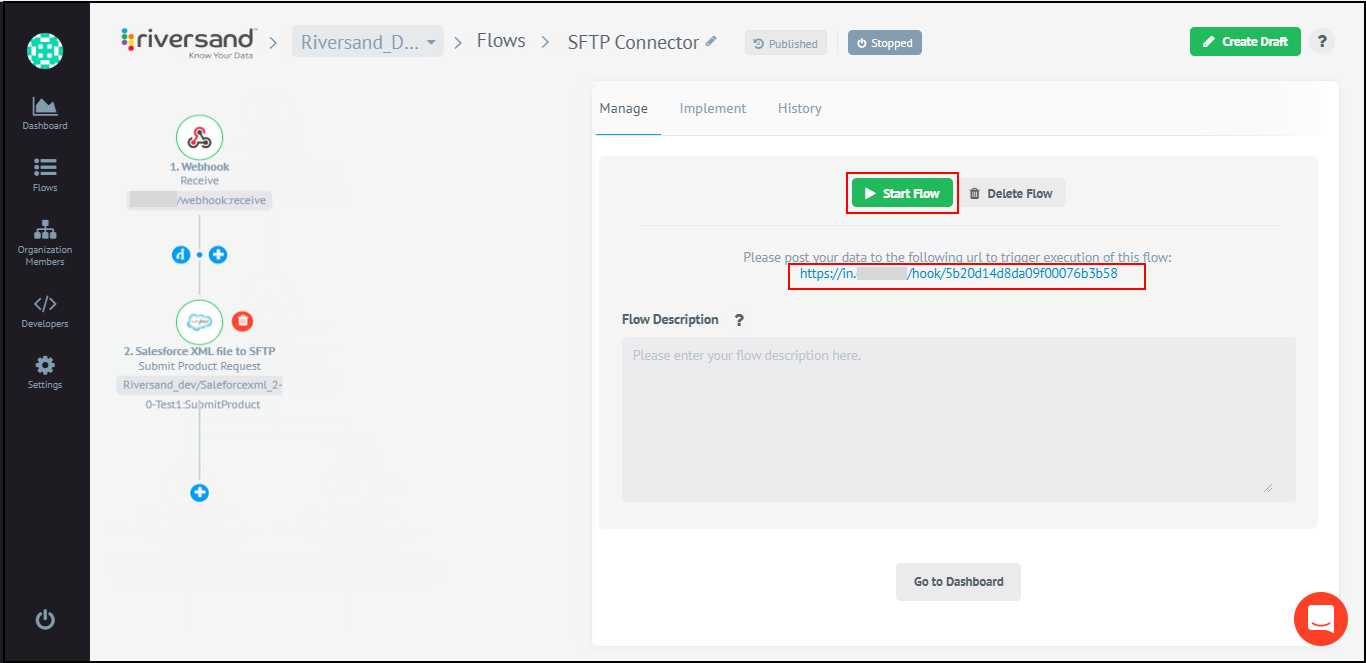 riversand
Know Your Data
Riversand_D...
Flows
SFTP Connector
Published
Stopped
Create Draft
?
Dashboard
Flows
Organization
Members
Developers
Settings
1. Webhook
Receive
/webhook:receive
2. Salesforce XML file to SFTP
Submit Product Request
Riversand_dev/Saleforcexml_2-
0-Test1:SubmitProduct
Manage
Implement
History
Start Flow
Delete Flow
Please post your data to the following url to trigger execution of this flow:
https://in. /hook/5b20d14d8da09f00076b3b58
Flow Description ?
Please enter your flow description here.
Go to Dashboard